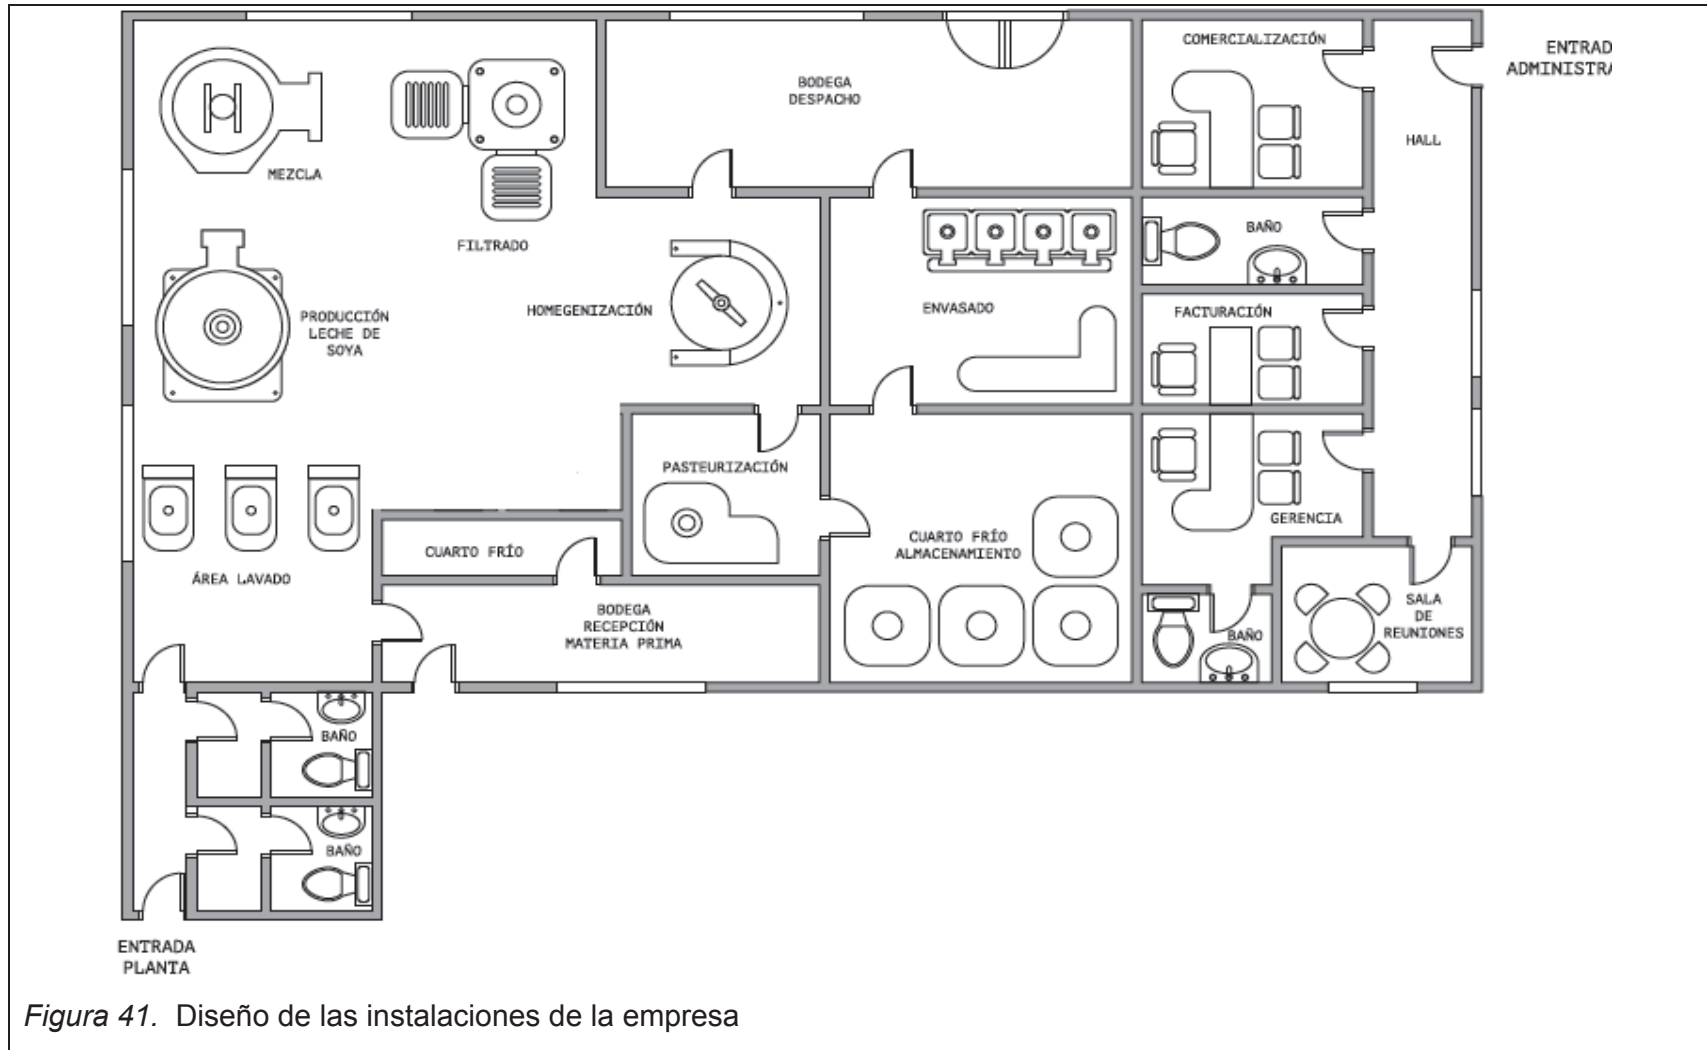 COMERCIALIZACIÓN
ENTRAD
ADMINISTRA
BODEGA
DESPACHO
HALL
MEZCLA
FILTRADO
BAÑO
HOMEGENIZACIÓN
ENVASADO
FACTURACIÓN
PRODUCCIÓN
LECHE DE
SOYA
PASTEURIZACIÓN
GERENCIA
CUARTO FRÍO
CUARTO FRÍO
ALMACENAMIENTO
ÁREA LAVADO
BODEGA
RECEPCIÓN
MATERIA PRIMA
SALA
DE
REUNIONES
BAÑO
BAÑO
BAÑO
ENTRADA
PLANTA
Figura 41. Diseño de las instalaciones de la empresa